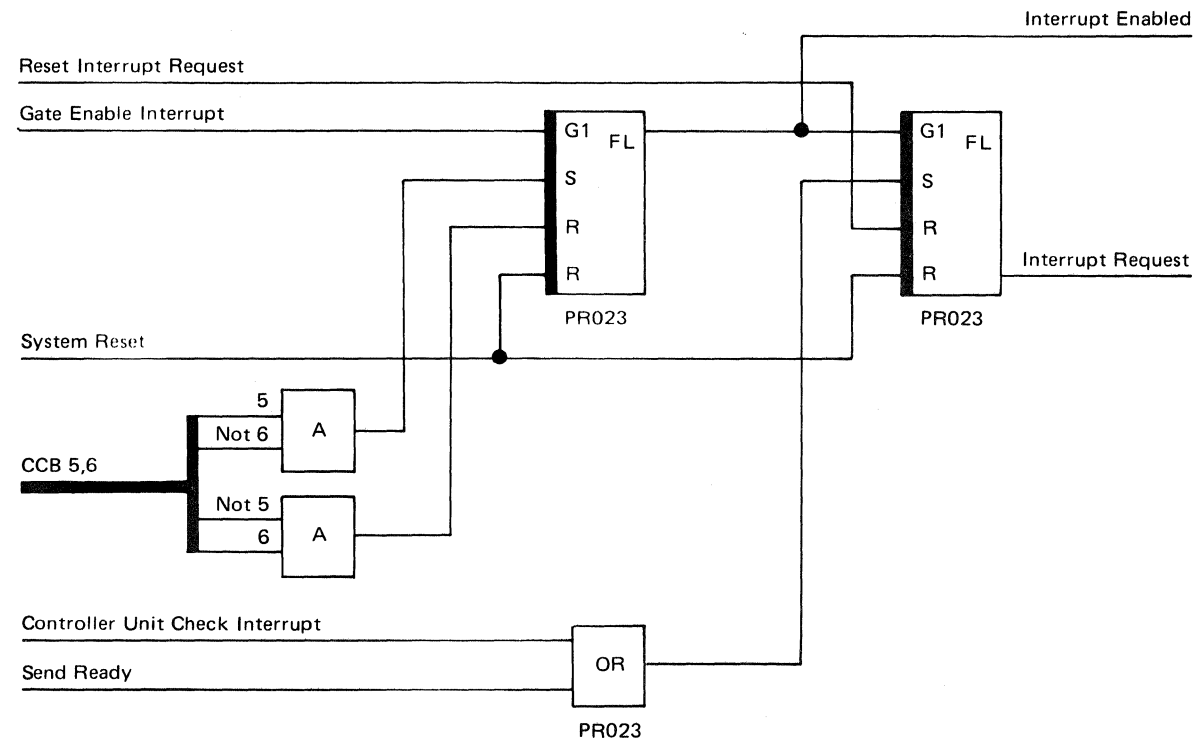 Interrupt Enabled
Reset Interrupt Request
Gate Enable Interrupt
G1
FL
S
R
R
PR023
G1
FL
S
R
R
PR023
Interrupt Request
System Reset
5
Not 6
A
CCB 5,6
Not 5
6
A
Controller Unit Check Interrupt
Send Ready
OR
PR023